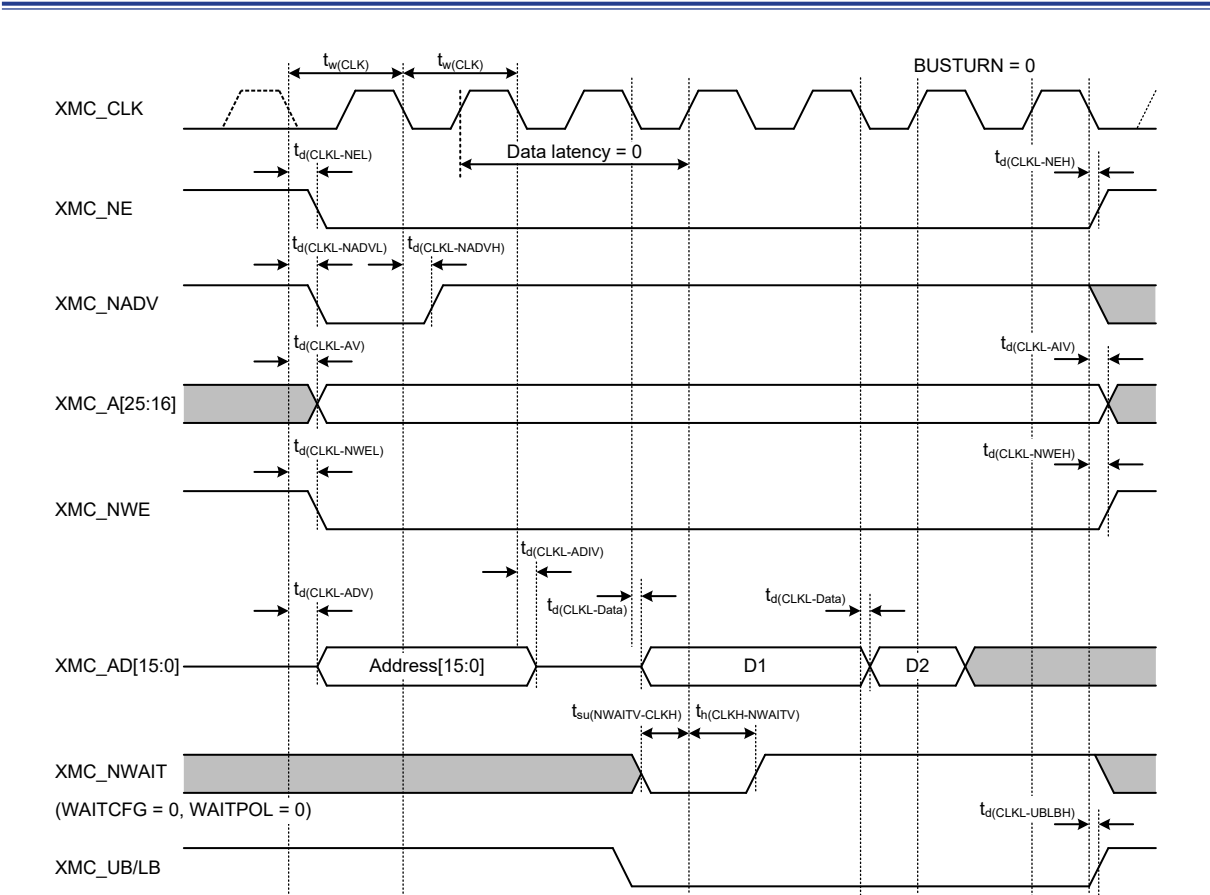 tw(CLK) tw(CLK) BUSTURN = 0
XMC_CLK
td(CLKL-NEL) Data latency = 0 td(CLKL-NEH)
XMC_NE
td(CLKL-NADVL) td(CLKL-NADVH)
XMC_NADV
td(CLKL-AV) td(CLKL-AIV)
XMC_A[25:16]
td(CLKL-NWEL) td(CLKL-NWEH)
XMC_NWE
td(CLKL-ADIV)
td(CLKL-ADV) td(CLKL-Data) td(CLKL-Data)
XMC_AD[15:0] Address[15:0] D1 D2
tsu(NWAITV-CLKH) th(CLKH-NWAITV)
XMC_NWAIT
(WAITCFG = 0, WAITPOL = 0) td(CLKL-UBLBH)
XMC_UB/LB